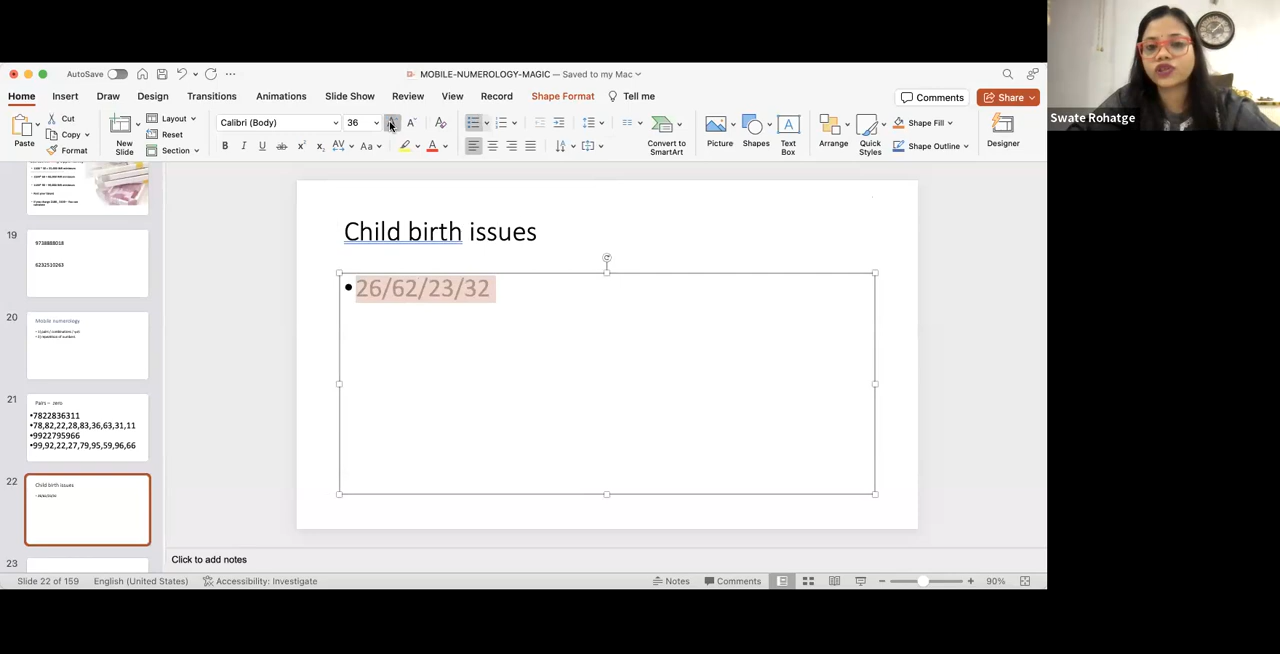 AutoSave
MOBILE-NUMEROLOGY-MAGIC — Saved to my Mac
Home Insert Draw Design Transitions Animations Slide Show Review View Record Shape Format Tell me
Comments Share
Paste
Cut
Copy
Format
New Slide
Layout
Reset
Section
Calibri (Body) 36
Convert to SmartArt
Picture
Shapes
Text Box
Arrange
Quick Styles
Shape Fill
Shape Outline
Designer
Swate Rohatge
19
9738888018
6232510263
20
Mobile numerology
21
Pairs – zero
•7822836311
•78,82,22,28,83,36,63,31,11
•9922795966
•99,92,22,27,79,95,59,96,66
22
Child birth issues
• 26/62/23/32
23
Child birth issues
• 26/62/23/32
Click to add notes
Slide 22 of 159 English (United States) Accessibility: Investigate Notes Comments 90%